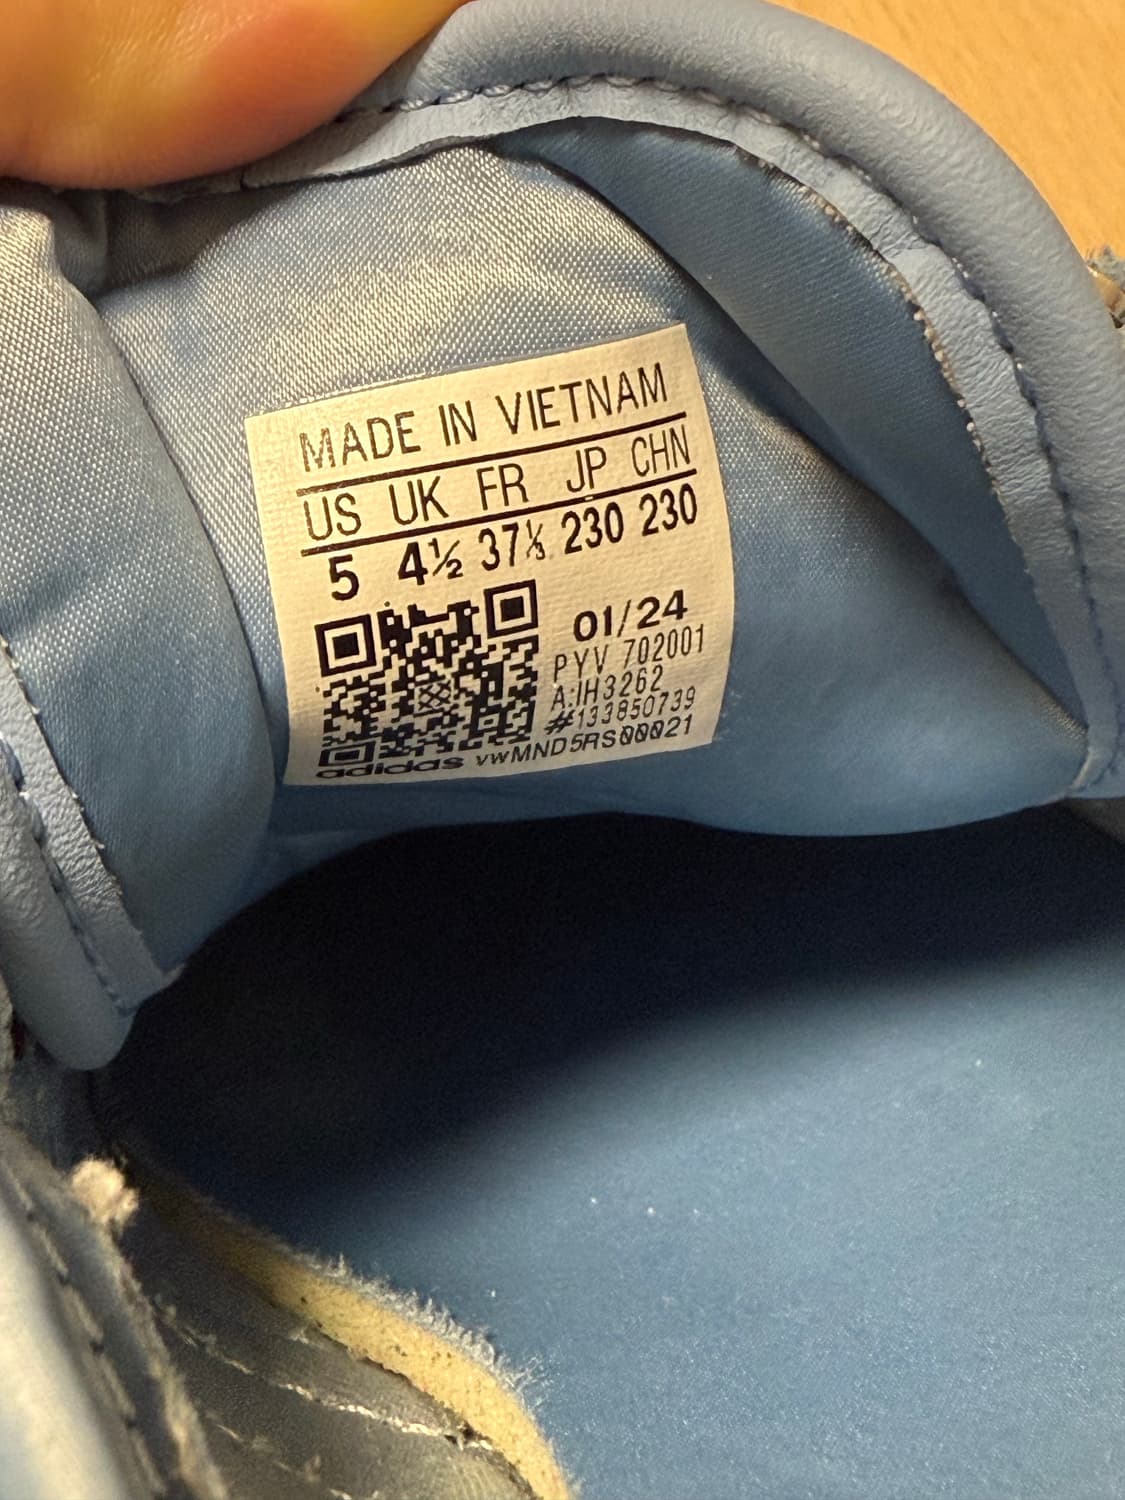 MADE IN VIETNAM
US UK FR JP CHN
5 4½ 37⅓ 230 230
01/24
PYV 702001
A:IH3262
#133850739
adidas vwMND5RS00021